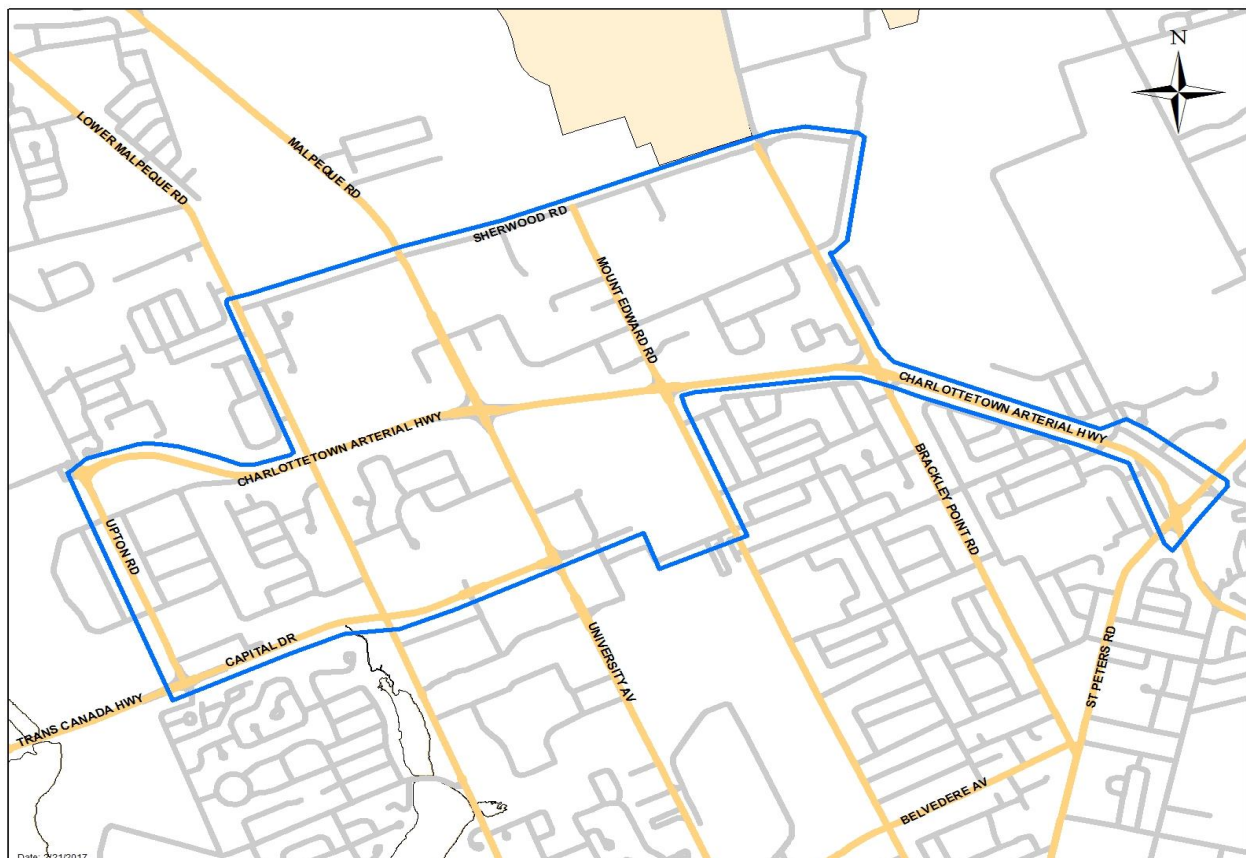 N
LOWER MALPEQUE RD
MALPEQUE RD
SHERWOOD RD
MOUNT EDWARD RD
CHARLOTTETOWN ARTERIAL HWY
CHARLOTTETOWN ARTERIAL HWY
BRACKLEY POINT RD
UPTON RD
CAPITAL DR
UNIVERSITY AV
ST PETERS RD
TRANS CANADA HWY
BELVEDERE AV
Date: